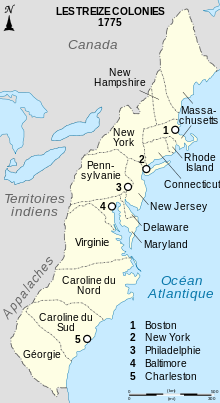 N
LES TREIZE COLONIES
1775
Canada
New
Hampshire
Massa-
chusetts
New
York
1
Rhode
Island
2
Connecticut
Penn-
sylvanie
3
New Jersey
4
Territoires
indiens
Delaware
Maryland
Virginie
Appalaches
Océan
Atlantique
Caroline du
Nord
Caroline du
Sud
5
Géorgie
1 Boston
2 New York
3 Philadelphie
4 Baltimore
5 Charleston